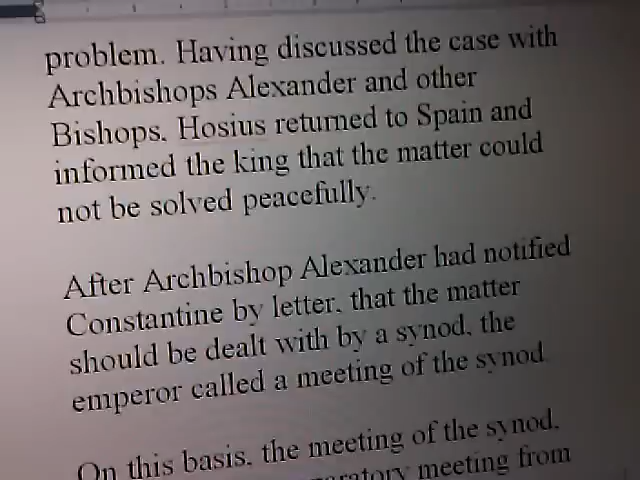 problem. Having discussed the case with
Archbishops Alexander and other
Bishops. Hosius returned to Spain and
informed the king that the matter could
not be solved peacefully.
After Archbishop Alexander had notified
Constantine by letter, that the matter
should be dealt with by a synod, the
emperor called a meeting of the synod
On this basis, the meeting of the synod,
meeting from